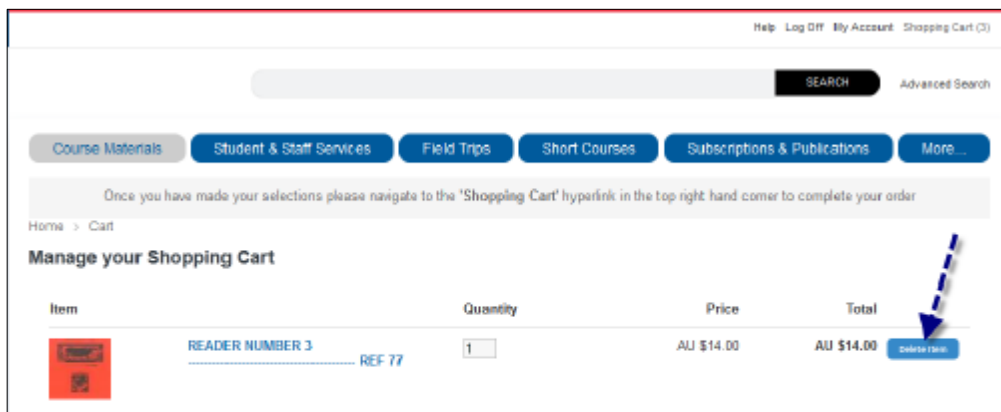 Help Log Off My Account Shopping Cart (3)
SEARCH Advanced Search
Course Materials Student & Staff Services Field Trips Short Courses Subscriptions & Publications More...
Once you have made your selections please navigate to the 'Shopping Cart' hyperlink in the top right hand corner to complete your order
Home > Cart
Manage your Shopping Cart
Item Quantity Price Total
READER NUMBER 3 1 AU $14.00 AU $14.00 Delete Item
---------------------------------------- REF 77